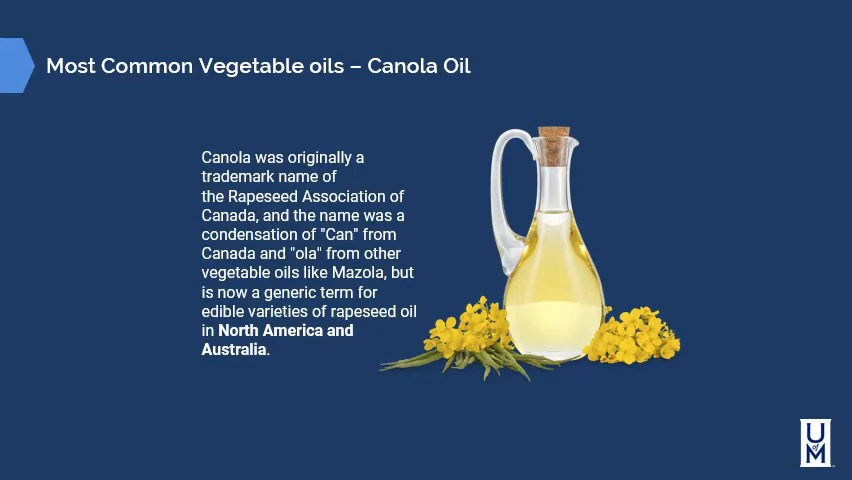 Most Common Vegetable oils – Canola Oil
Canola was originally a
trademark name of
the Rapeseed Association of
Canada, and the name was a
condensation of "Can" from
Canada and "ola" from other
vegetable oils like Mazola, but
is now a generic term for
edible varieties of rapeseed oil
in North America and
Australia.
U
of
M